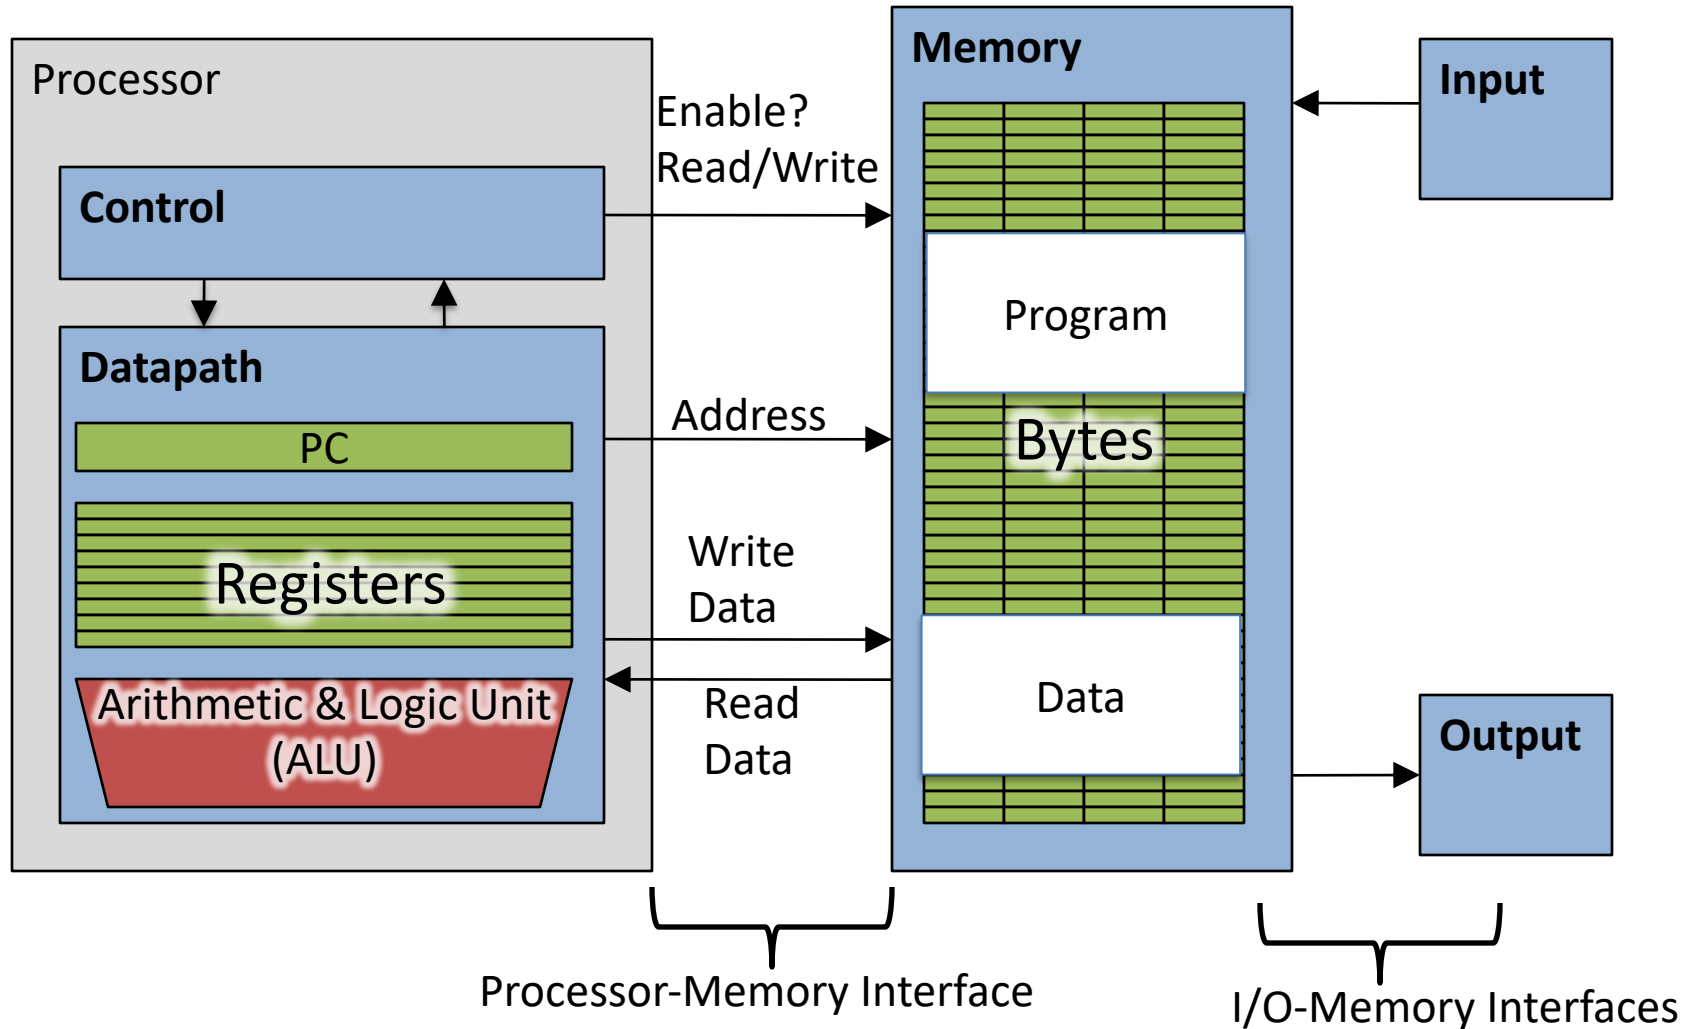 Processor
Control
Datapath
PC
Registers
Arithmetic & Logic Unit
(ALU)
Enable?
Read/Write
Address
Write
Data
Read
Data
Memory
Program
Bytes
Data
Input
Output
Processor-Memory Interface
I/O-Memory Interfaces